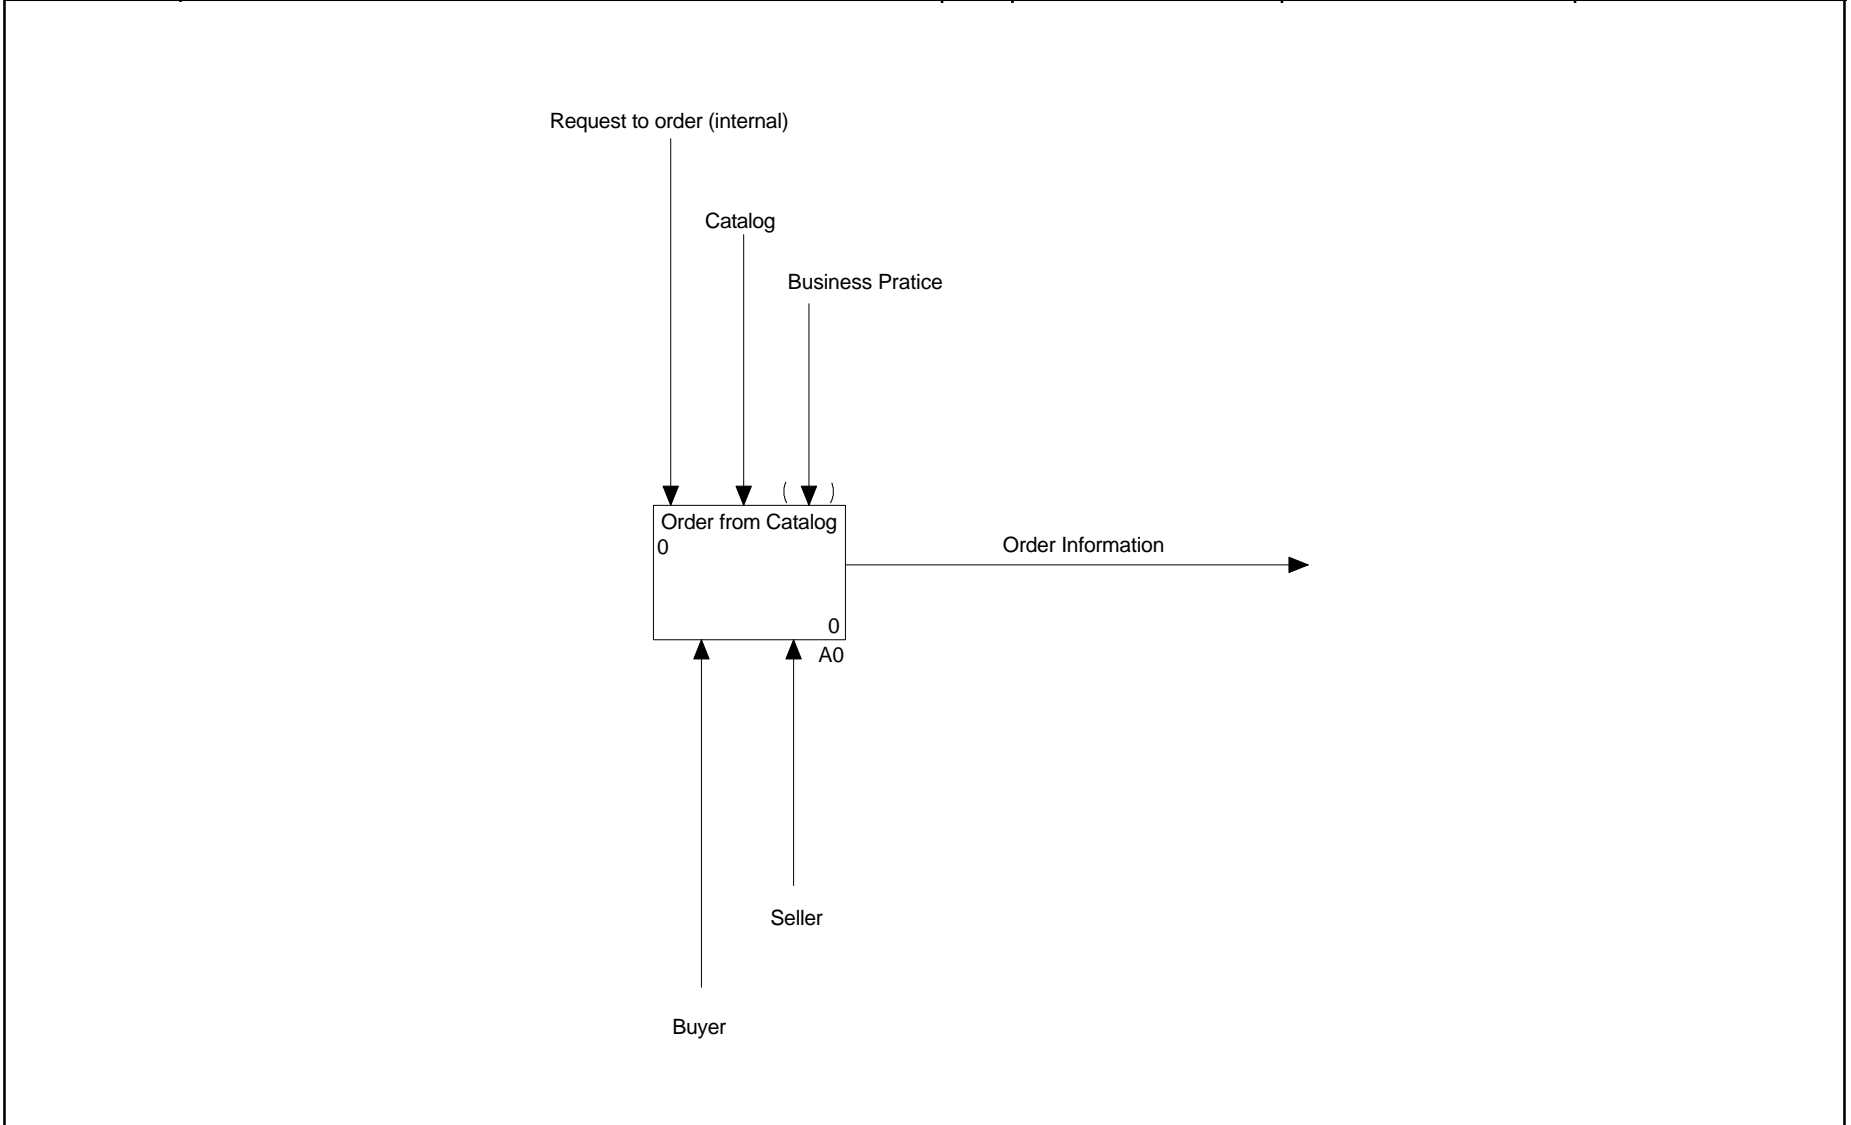 Request to order (internal)
Catalog
Business Pratice
( )
Order from Catalog
0
Order Information
0
A0
Seller
Buyer